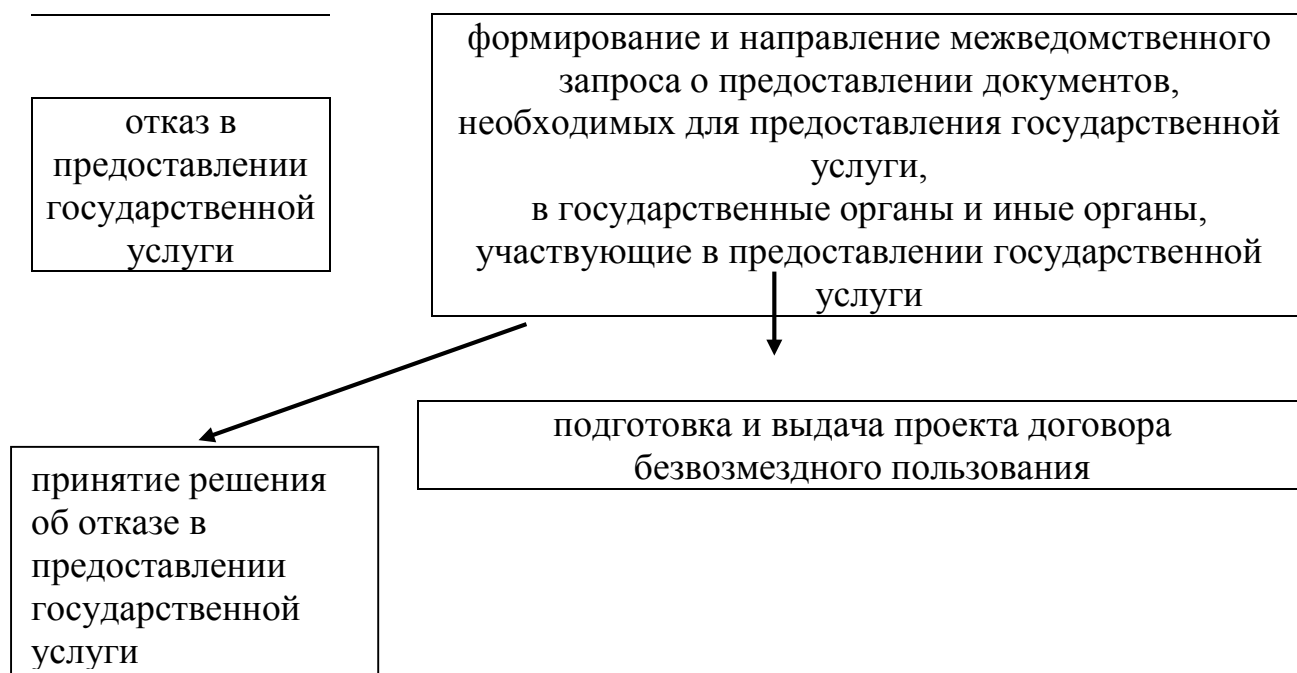 формирование и направление межведомственного
запроса о предоставлении документов,
необходимых для предоставления государственной
услуги,
в государственные органы и иные органы,
участвующие в предоставлении государственной
услуги
отказ в
предоставлении
государственной
услуги
подготовка и выдача проекта договора
безвозмездного пользования
принятие решения
об отказе в
предоставлении
государственной
услуги